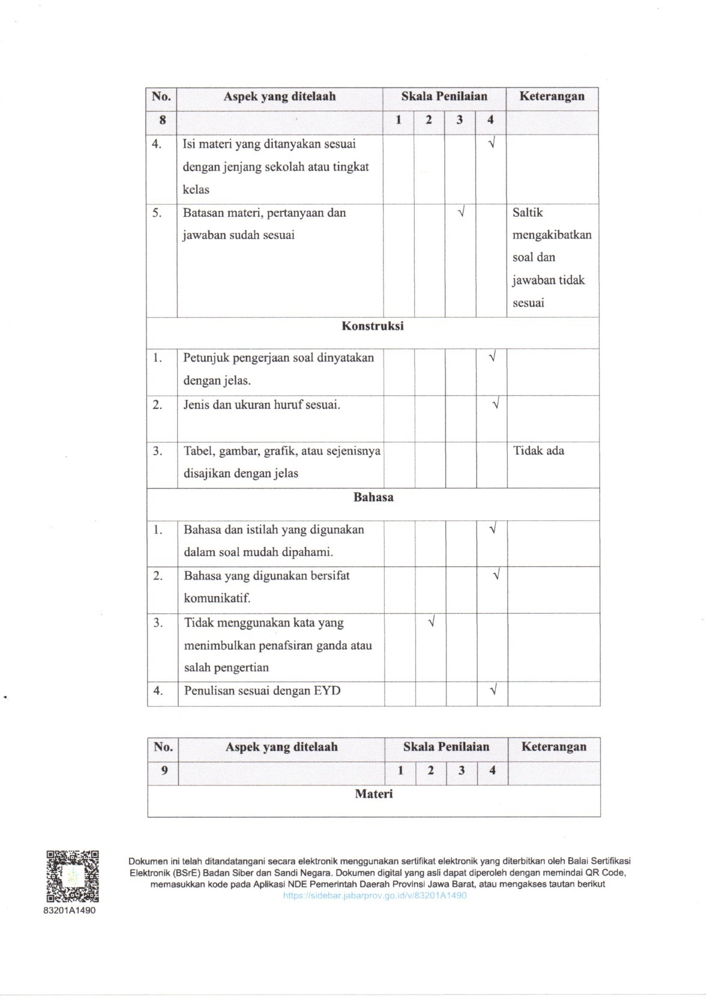 No. Aspek yang ditelaah Skala Penilaian Keterangan
8 1 2 3 4
4. Isi materi yang ditanyakan sesuai √
dengan jenjang sekolah atau tingkat
kelas
5. Batasan materi, pertanyaan dan √ Saltik
jawaban sudah sesuai mengakibatkan
soal dan
jawaban tidak
sesuai
Konstruksi
1. Petunjuk pengerjaan soal dinyatakan √
dengan jelas.
2. Jenis dan ukuran huruf sesuai. √
3. Tabel, gambar, grafik, atau sejenisnya Tidak ada
disajikan dengan jelas
Bahasa
1. Bahasa dan istilah yang digunakan √
dalam soal mudah dipahami.
2. Bahasa yang digunakan bersifat √
komunikatif.
3. Tidak menggunakan kata yang √
menimbulkan penafsiran ganda atau
salah pengertian
4. Penulisan sesuai dengan EYD √
No. Aspek yang ditelaah Skala Penilaian Keterangan
9 1 2 3 4
Materi
Dokumen ini telah ditandatangani secara elektronik menggunakan sertifikat elektronik yang diterbitkan oleh Balai Sertifikasi
Elektronik (BSrE) Badan Siber dan Sandi Negara. Dokumen digital yang asli dapat diperoleh dengan memindai QR Code,
memasukkan kode pada Aplikasi NDE Pemerintah Daerah Provinsi Jawa Barat, atau mengakses tautan berikut
https://sidebar.jabarprov.go.id/v/83201A1490
83201A1490